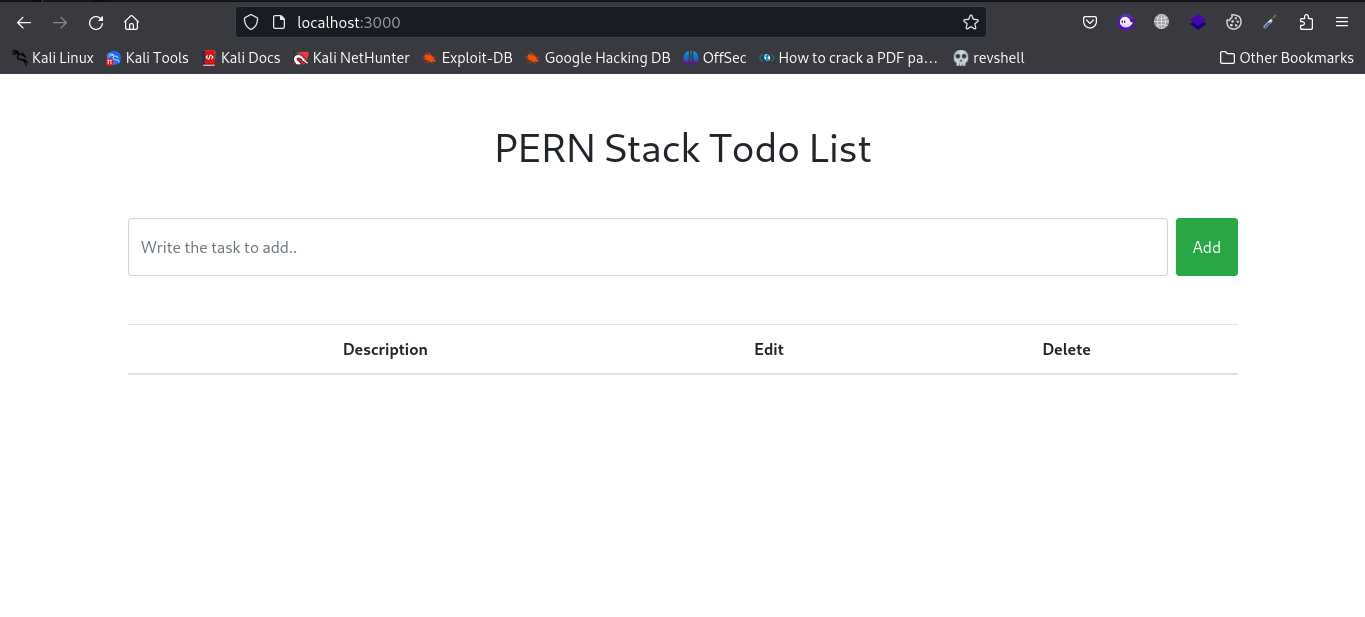 localhost:3000
Kali Linux Kali Tools Kali Docs Kali NetHunter Exploit-DB Google Hacking DB OffSec How to crack a PDF pa... revshell Other Bookmarks
PERN Stack Todo List
Write the task to add.. Add
Description Edit Delete